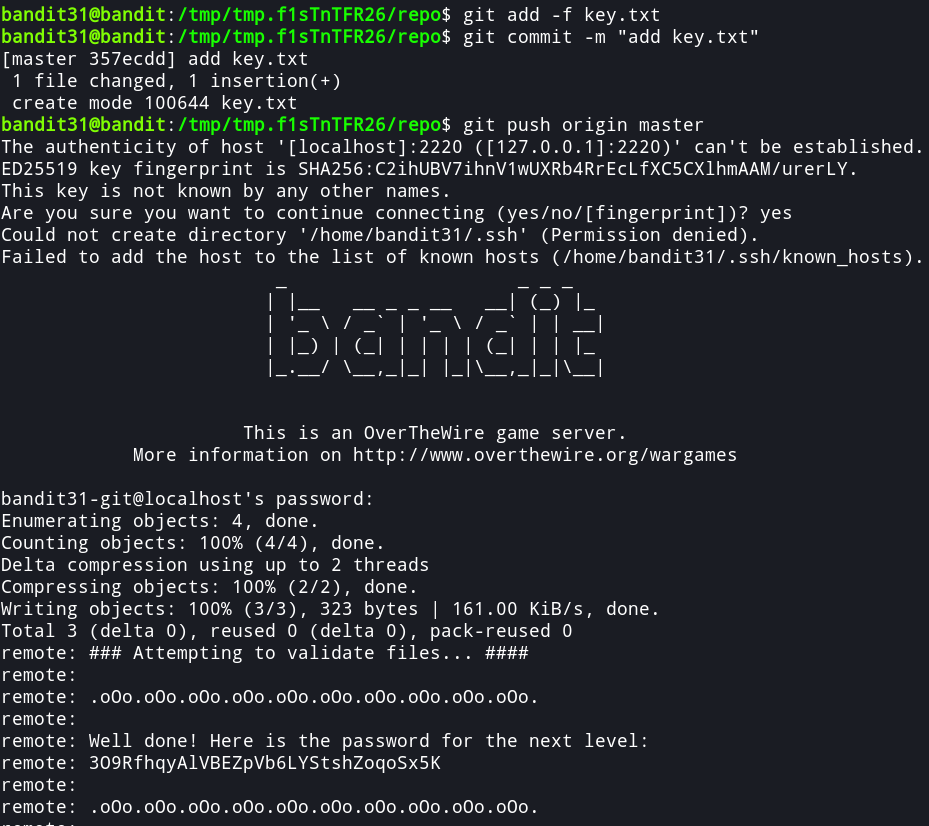 bandit31@bandit:/tmp/tmp.f1sTnTFR26/repo$ git add -f key.txt
bandit31@bandit:/tmp/tmp.f1sTnTFR26/repo$ git commit -m "add key.txt"
[master 357ecdd] add key.txt
 1 file changed, 1 insertion(+)
 create mode 100644 key.txt
bandit31@bandit:/tmp/tmp.f1sTnTFR26/repo$ git push origin master
The authenticity of host '[localhost]:2220 ([127.0.0.1]:2220)' can't be established.
ED25519 key fingerprint is SHA256:C2ihUBV7ihnV1wUXRb4RrEcLfXC5CXlhmAAM/urerLY.
This key is not known by any other names.
Are you sure you want to continue connecting (yes/no/[fingerprint])? yes
Could not create directory '/home/bandit31/.ssh' (Permission denied).
Failed to add the host to the list of known hosts (/home/bandit31/.ssh/known_hosts).
bandit
This is an OverTheWire game server.
More information on http://www.overthewire.org/wargames
bandit31-git@localhost's password:
Enumerating objects: 4, done.
Counting objects: 100% (4/4), done.
Delta compression using up to 2 threads
Compressing objects: 100% (2/2), done.
Writing objects: 100% (3/3), 323 bytes | 161.00 KiB/s, done.
Total 3 (delta 0), reused 0 (delta 0), pack-reused 0
remote: ### Attempting to validate files... ####
remote:
remote: .oOo.oOo.oOo.oOo.oOo.oOo.oOo.oOo.oOo.oOo.
remote:
remote: Well done! Here is the password for the next level:
remote: 3O9RfhqyAlVBEZpVb6LYStshZoqoSx5K
remote:
remote: .oOo.oOo.oOo.oOo.oOo.oOo.oOo.oOo.oOo.oOo.
remote: